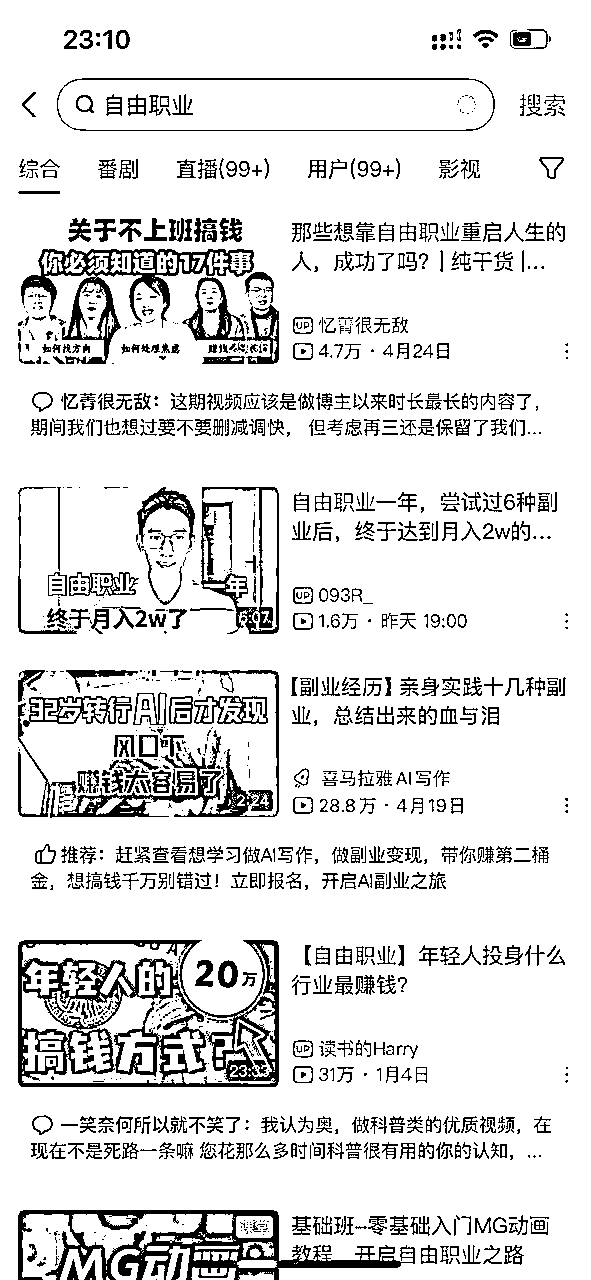 23:10
自由职业
搜索
综合
番剧
直播(99+)
用户(99+)
影视
关于不上班搞钱
你必须知道的17件事
如何找方向
如何处理焦虑
那些想靠自由职业重启人生的
人，成功了吗？| 纯干货 |...
UP 忆菁很无敌
4.7万 · 4月24日
忆菁很无敌：这期视频应该是做博主以来时长最长的内容了，
期间我们也想过要不要删减调快， 但考虑再三还是保留了我们...
自由职业一年
终于月入2w了
6:07
自由职业一年，尝试过6种副
业后，终于达到月入2w的...
UP 093R_
1.6万 · 昨天 19:00
32岁转行AI后才发现
风口下
赚钱太容易了
2:24
【副业经历】亲身实践十几种副
业，总结出来的血与泪
喜马拉雅AI写作
28.8万 · 4月19日
推荐：赶紧查看想学习做AI写作，做副业变现，带你赚第二桶
金，想搞钱千万别错过！立即报名，开启AI副业之旅
年轻人的
20万
搞钱方式？
【自由职业】年轻人投身什么
行业最赚钱？
UP 读书的Harry
31万 · 1月4日
一笑奈何所以就不笑了：我认为奥，做科普类的优质视频，在
现在不是死路一条嘛 您花那么多时间科普很有用的你的认知，...
课堂
MG动画
基础班--零基础入门MG动画
教程 开启自由职业之路